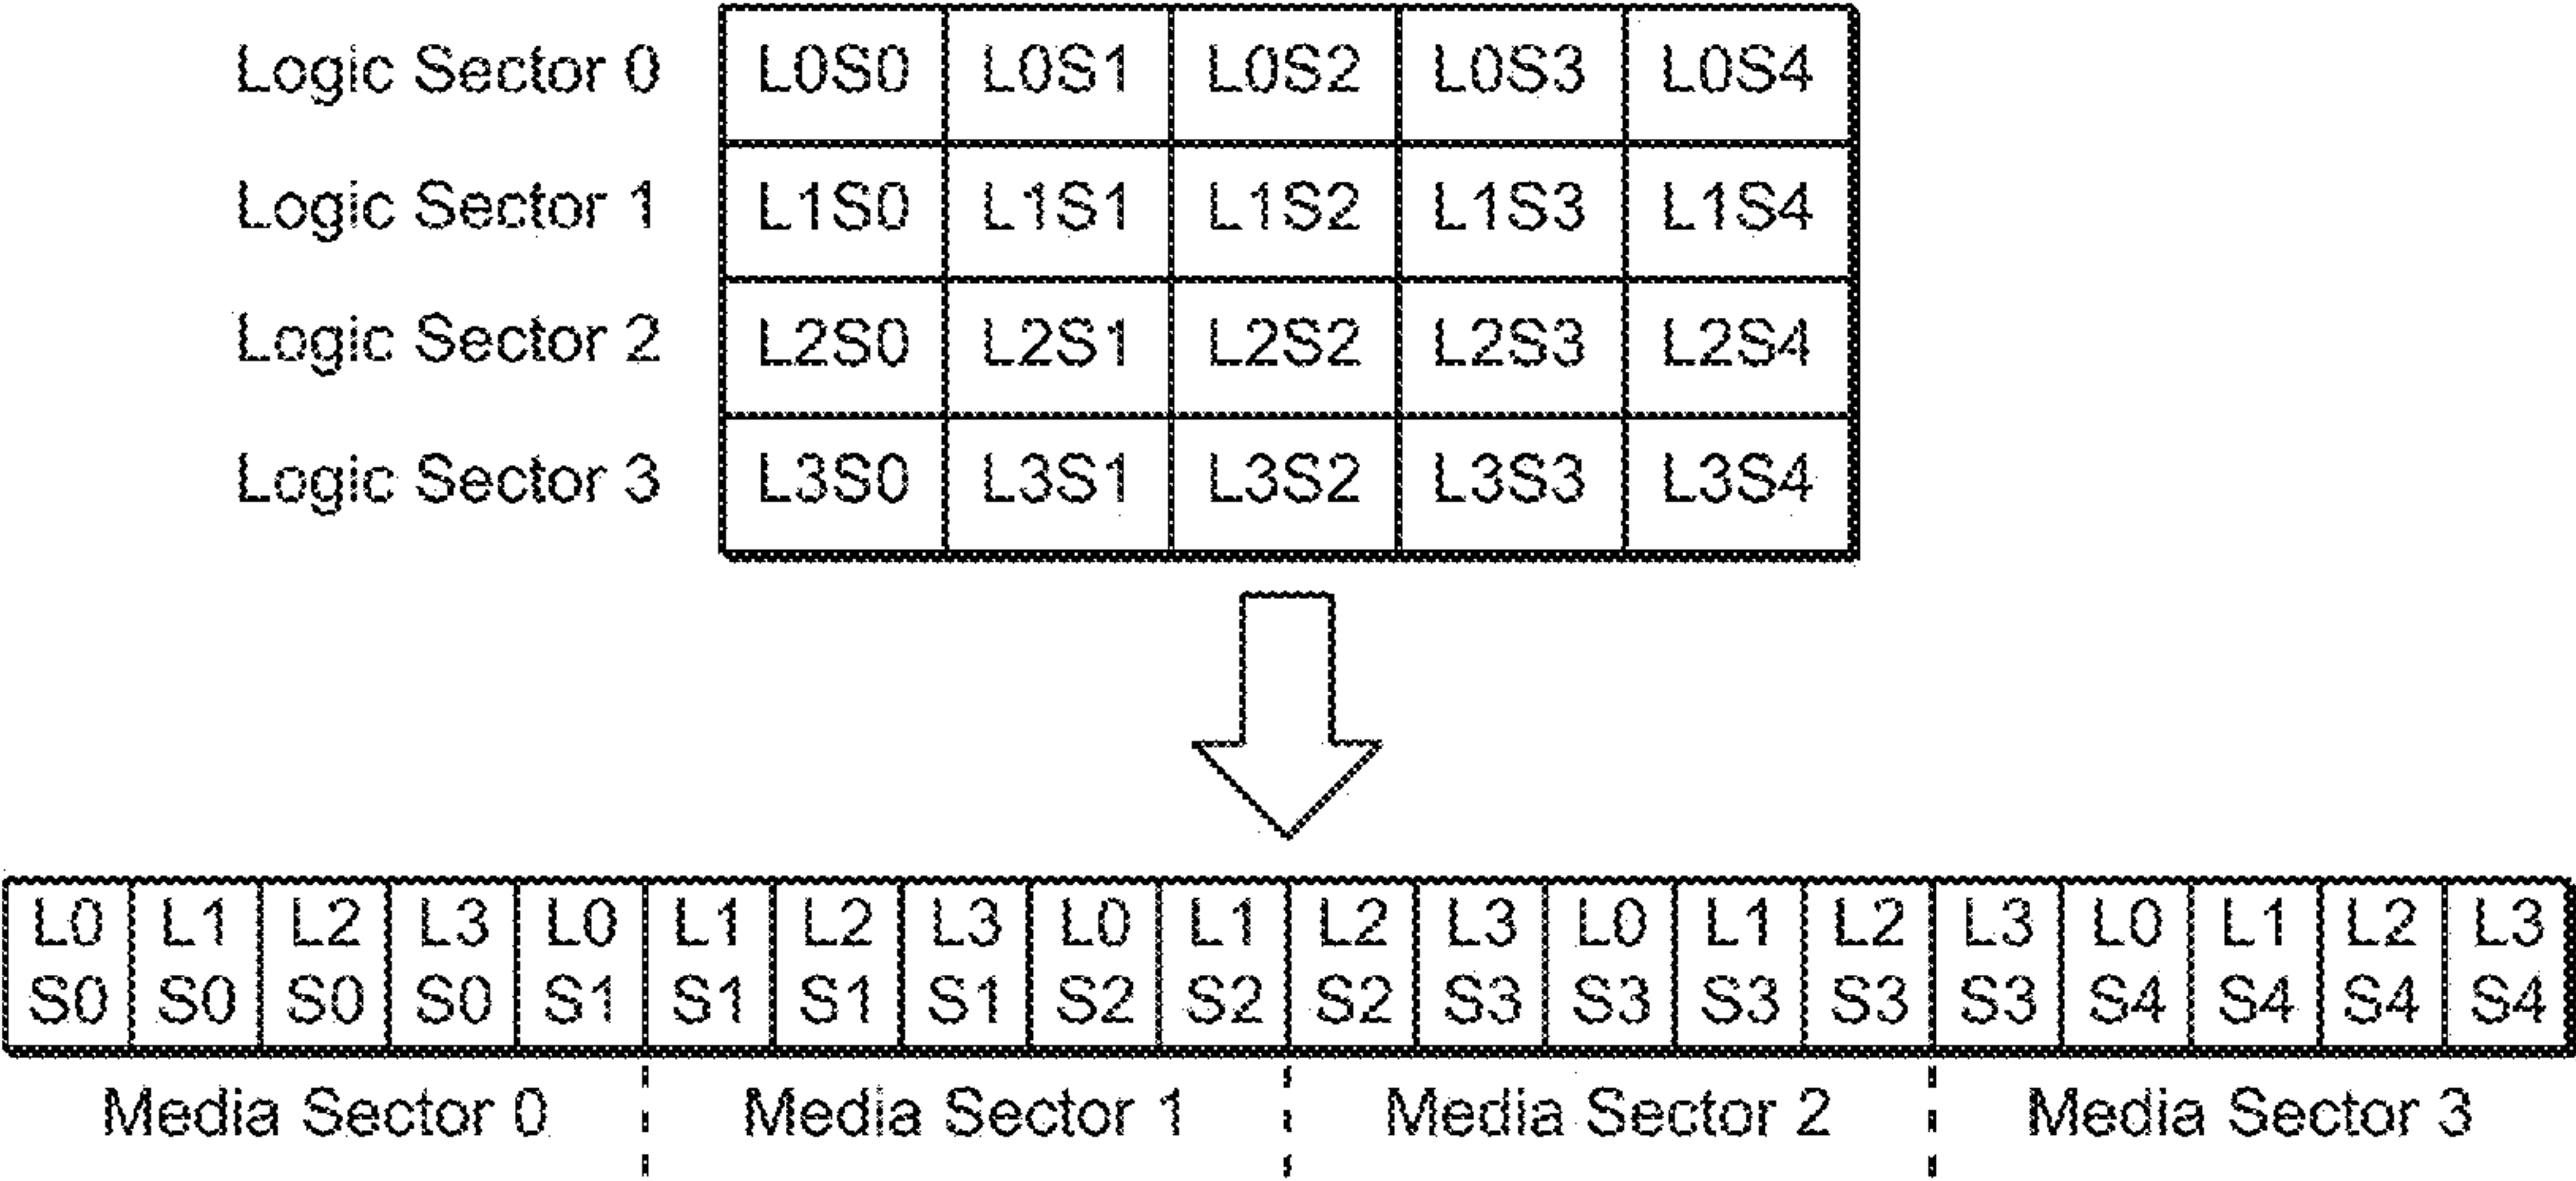 Logic Sector 0 L0S0 L0S1 L0S2 L0S3 L0S4
Logic Sector 1 L1S0 L1S1 L1S2 L1S3 L1S4
Logic Sector 2 L2S0 L2S1 L2S2 L2S3 L2S4
Logic Sector 3 L3S0 L3S1 L3S2 L3S3 L3S4
L0 L1 L2 L3 L0 L1 L2 L3 L0 L1 L2 L3 L0 L1 L2 L3 L0 L1 L2 L3
S0 S0 S0 S0 S1 S1 S1 S1 S2 S2 S2 S3 S3 S3 S3 S3 S4 S4 S4 S4
Media Sector 0 Media Sector 1 Media Sector 2 Media Sector 3